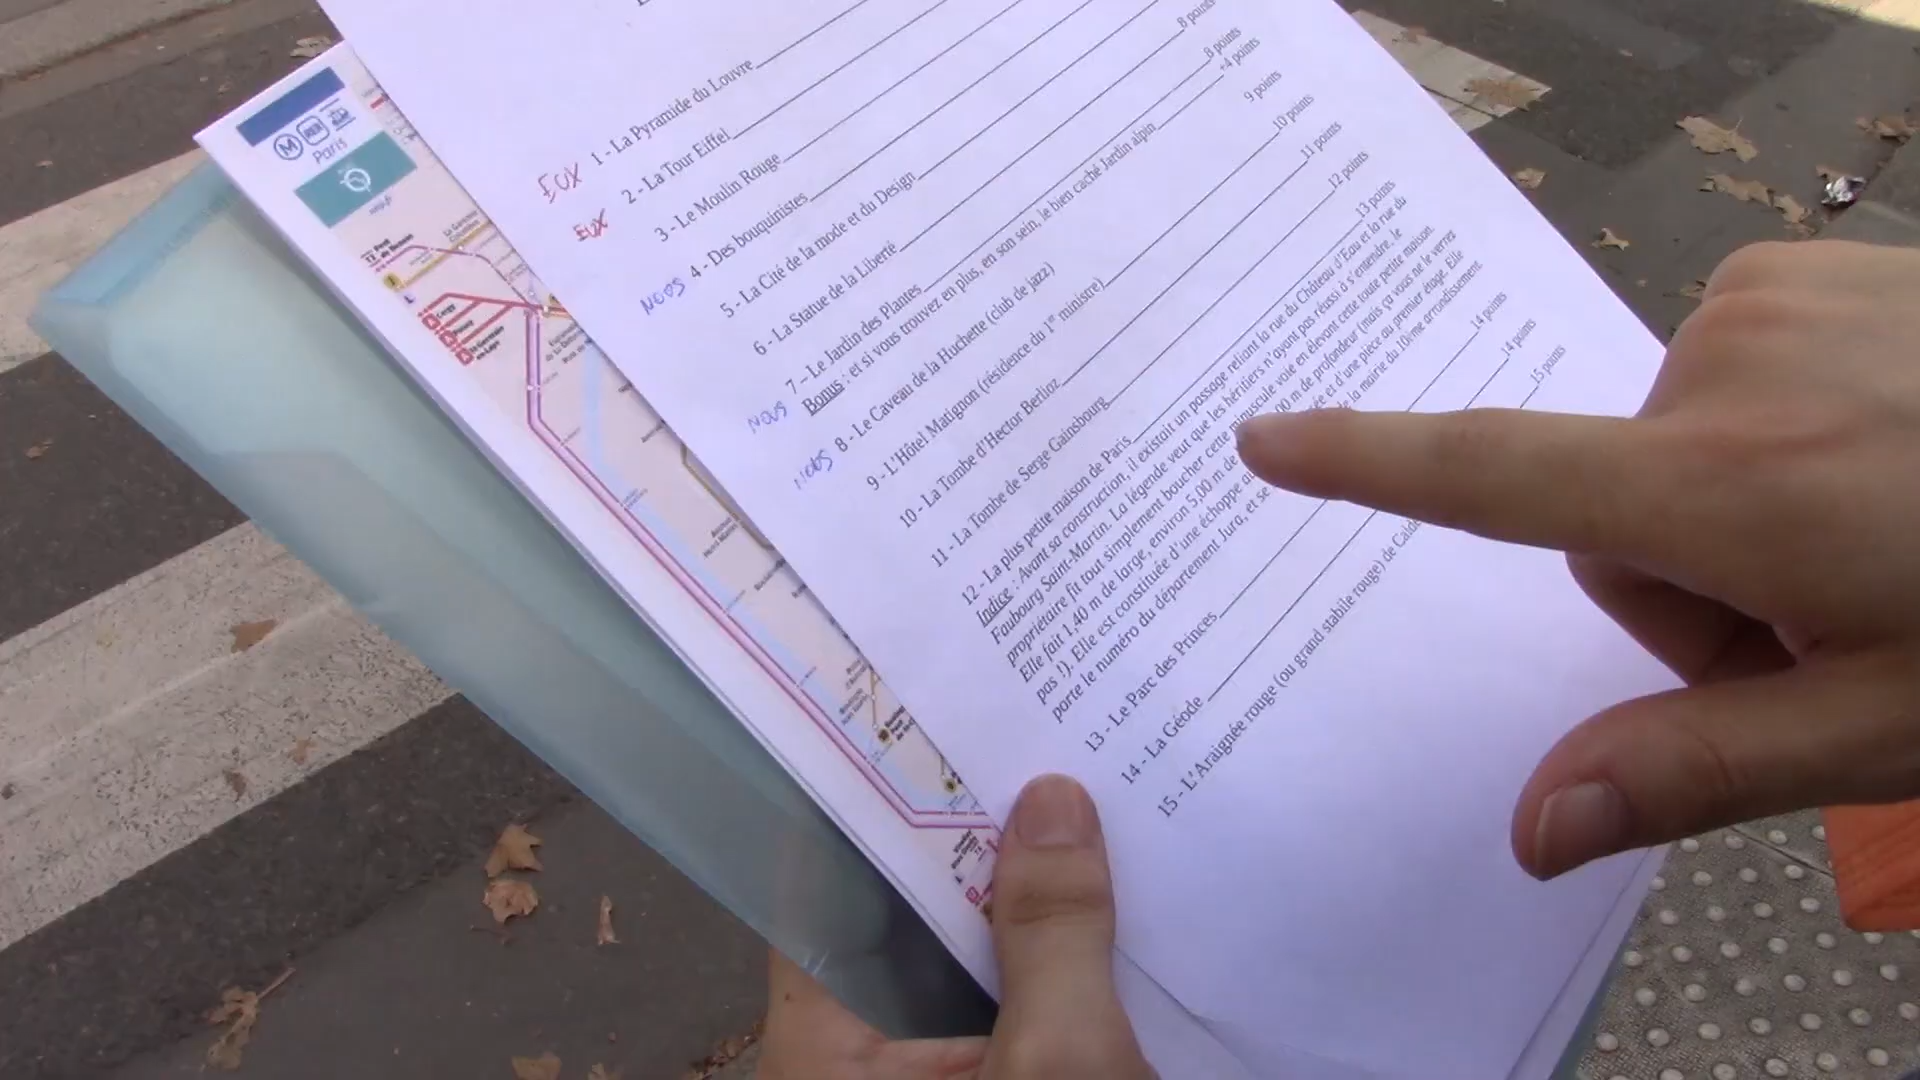 M RER
Paris
EUX 1 - La Pyramide du Louvre
EUX 2 - La Tour Eiffel
3 - Le Moulin Rouge
NOUS 4 - Des bouquinistes
5 - La Cité de la mode et du Design
6 - La Statue de la Liberté 8 points
NOUS 7 - Le Jardin des Plantes 8 points
Bonus : et si vous trouvez en plus, en son sein, le bien caché Jardin alpin +4 points
NOUS 8 - Le Caveau de la Huchette (club de jazz) 9 points
9 - L'Hôtel Matignon (résidence du 1er ministre) 10 points
10 - La Tombe d'Hector Berlioz 11 points
11 - La Tombe de Serge Gainsbourg 12 points
12 - La plus petite maison de Paris 13 points
Indice : Avant sa construction, il existait un passage reliant la rue du Château d'Eau et la rue du
Faubourg Saint-Martin. La légende veut que les héritiers n'ayant pas réussi à s'entendre, le
propriétaire fit tout simplement boucher cette minuscule voie en élevant cette toute petite maison.
Elle fait 1,40 m de large, environ 5,00 m de 00 m de profondeur (mais ça vous ne le verrez
pas !). Elle est constituée d'une échoppe au et d'une pièce au premier étage. Elle
porte le numéro du département Jura, et se de la mairie du 10ième arrondissement.
13 - Le Parc des Princes 14 points
14 - La Géode 14 points
15 - L'Araignée rouge (ou grand stabile rouge) de 15 points